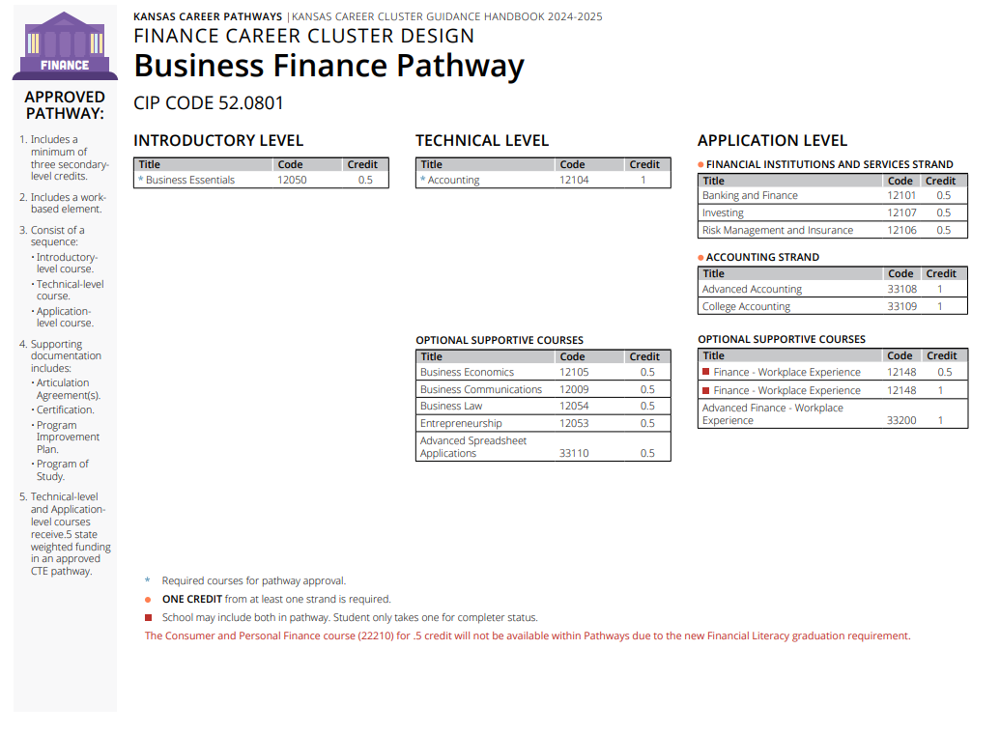 FINANCE
KANSAS CAREER PATHWAYS | KANSAS CAREER CLUSTER GUIDANCE HANDBOOK 2024-2025
FINANCE CAREER CLUSTER DESIGN
Business Finance Pathway
CIP CODE 52.0801
APPROVED
PATHWAY:
1. Includes a
minimum of
three secondary-
level credits.
2. Includes a work-
based element.
3. Consist of a
sequence:
• Introductory-
level course.
• Technical-level
course.
• Application-
level course.
4. Supporting
documentation
includes:
• Articulation
Agreement(s).
• Certification.
• Program
Improvement
Plan.
• Program of
Study.
5. Technical-level
and Application-
level courses
receive.5 state
weighted funding
in an approved
CTE pathway.
INTRODUCTORY LEVEL
Title Code Credit
* Business Essentials 12050 0.5
TECHNICAL LEVEL
Title Code Credit
* Accounting 12104 1
OPTIONAL SUPPORTIVE COURSES
Title Code Credit
Business Economics 12105 0.5
Business Communications 12009 0.5
Business Law 12054 0.5
Entrepreneurship 12053 0.5
Advanced Spreadsheet
Applications 33110 0.5
APPLICATION LEVEL
● FINANCIAL INSTITUTIONS AND SERVICES STRAND
Title Code Credit
Banking and Finance 12101 0.5
Investing 12107 0.5
Risk Management and Insurance 12106 0.5
● ACCOUNTING STRAND
Title Code Credit
Advanced Accounting 33108 1
College Accounting 33109 1
OPTIONAL SUPPORTIVE COURSES
Title Code Credit
■ Finance - Workplace Experience 12148 0.5
■ Finance - Workplace Experience 12148 1
Advanced Finance - Workplace
Experience 33200 1
* Required courses for pathway approval.
● ONE CREDIT from at least one strand is required.
■ School may include both in pathway. Student only takes one for completer status.
The Consumer and Personal Finance course (22210) for .5 credit will not be available within Pathways due to the new Financial Literacy graduation requirement.